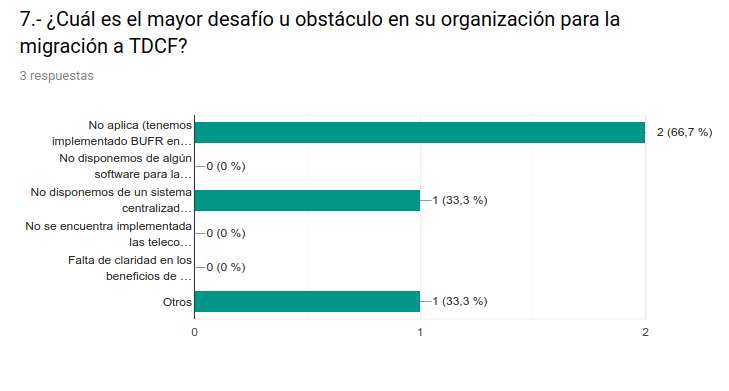 7.- ¿Cuál es el mayor desafío u obstáculo en su organización para la
migración a TDCF?
3 respuestas
No aplica (tenemos
implementado BUFR en…
2 (66,7 %)
No disponemos de algún
software para la…
0 (0 %)
No disponemos de un sistema
centralizad…
1 (33,3 %)
No se encuentra implementada
las teleco…
0 (0 %)
Falta de claridad en los
beneficios de …
0 (0 %)
Otros
1 (33,3 %)
0
1
2